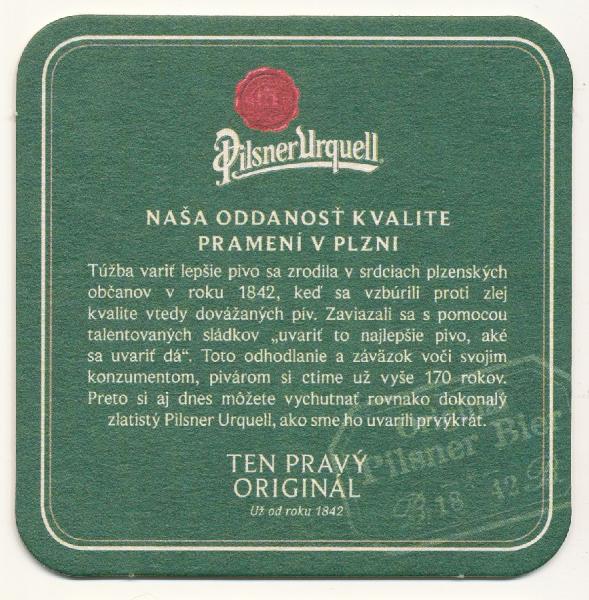 Pilsner Urquell
NAŠA ODDANOSŤ KVALITE
PRAMENÍ V PLZNI
Túžba variť lepšie pivo sa zrodila v srdciach plzenských
občanov v roku 1842, keď sa vzbúrili proti zlej
kvalite vtedy dovážaných pív. Zaviazali sa s pomocou
talentovaných sládkov „uvariť to najlepšie pivo, aké
sa uvariť dá“. Toto odhodlanie a záväzok voči svojim
konzumentom, pivárom si ctíme už vyše 170 rokov.
Preto si aj dnes môžete vychutnať rovnako dokonalý
zlatistý Pilsner Urquell, ako sme ho uvarili prvýkrát.
TEN PRAVÝ
ORIGINÁL
Už od roku 1842
Original
Pilsner Bier
B. 18 42. B